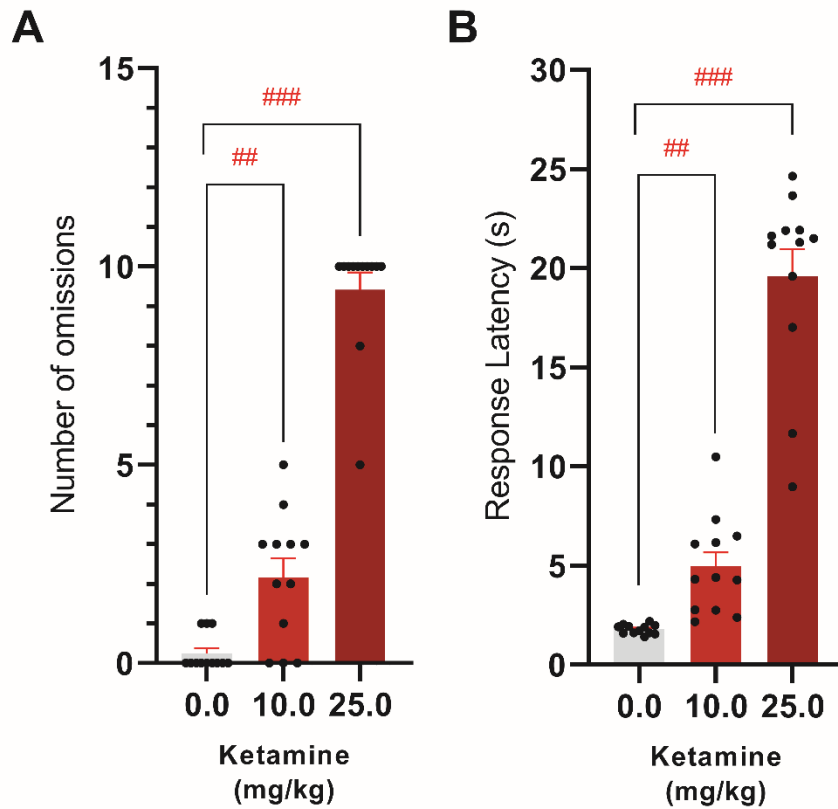 A
Number of omissions
15
10
5
0
###
##
0.0 10.0 25.0
Ketamine
(mg/kg)
B
Response Latency (s)
30
25
20
15
10
5
0
###
##
0.0 10.0 25.0
Ketamine
(mg/kg)